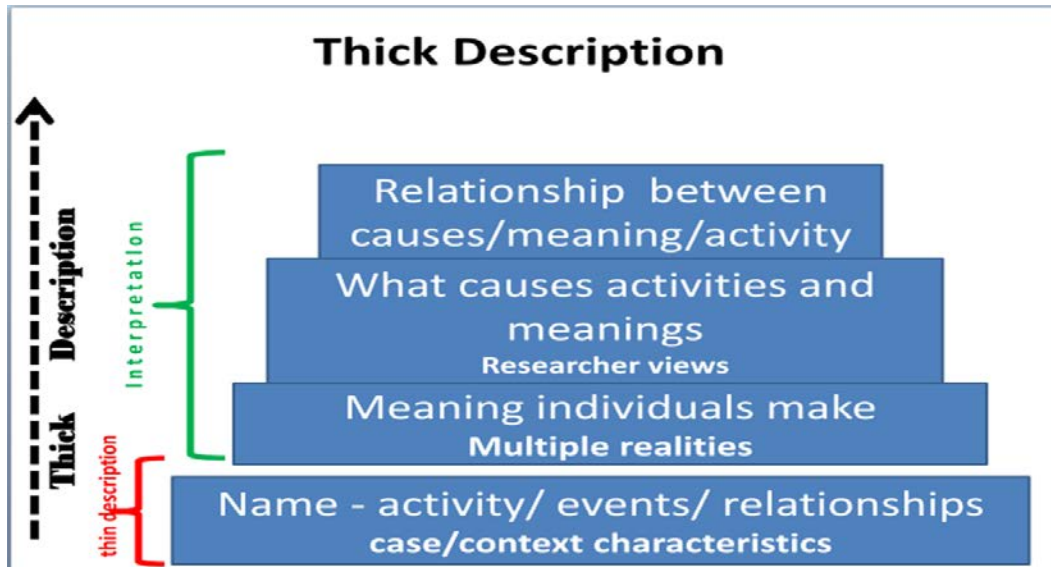 Thick Description
Thick Description
Interpretation
thin description
Relationship between
causes/meaning/activity
What causes activities and
meanings
Researcher views
Meaning individuals make
Multiple realities
Name - activity/ events/ relationships
case/context characteristics